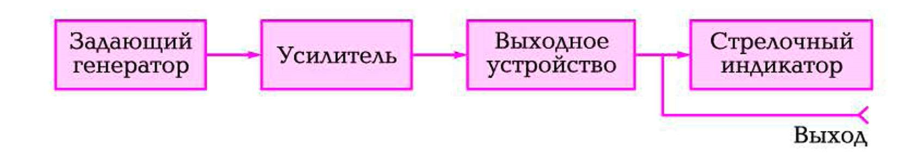 Задающий
генератор
Усилитель
Выходное
устройство
Стрелочный
индикатор
Выход